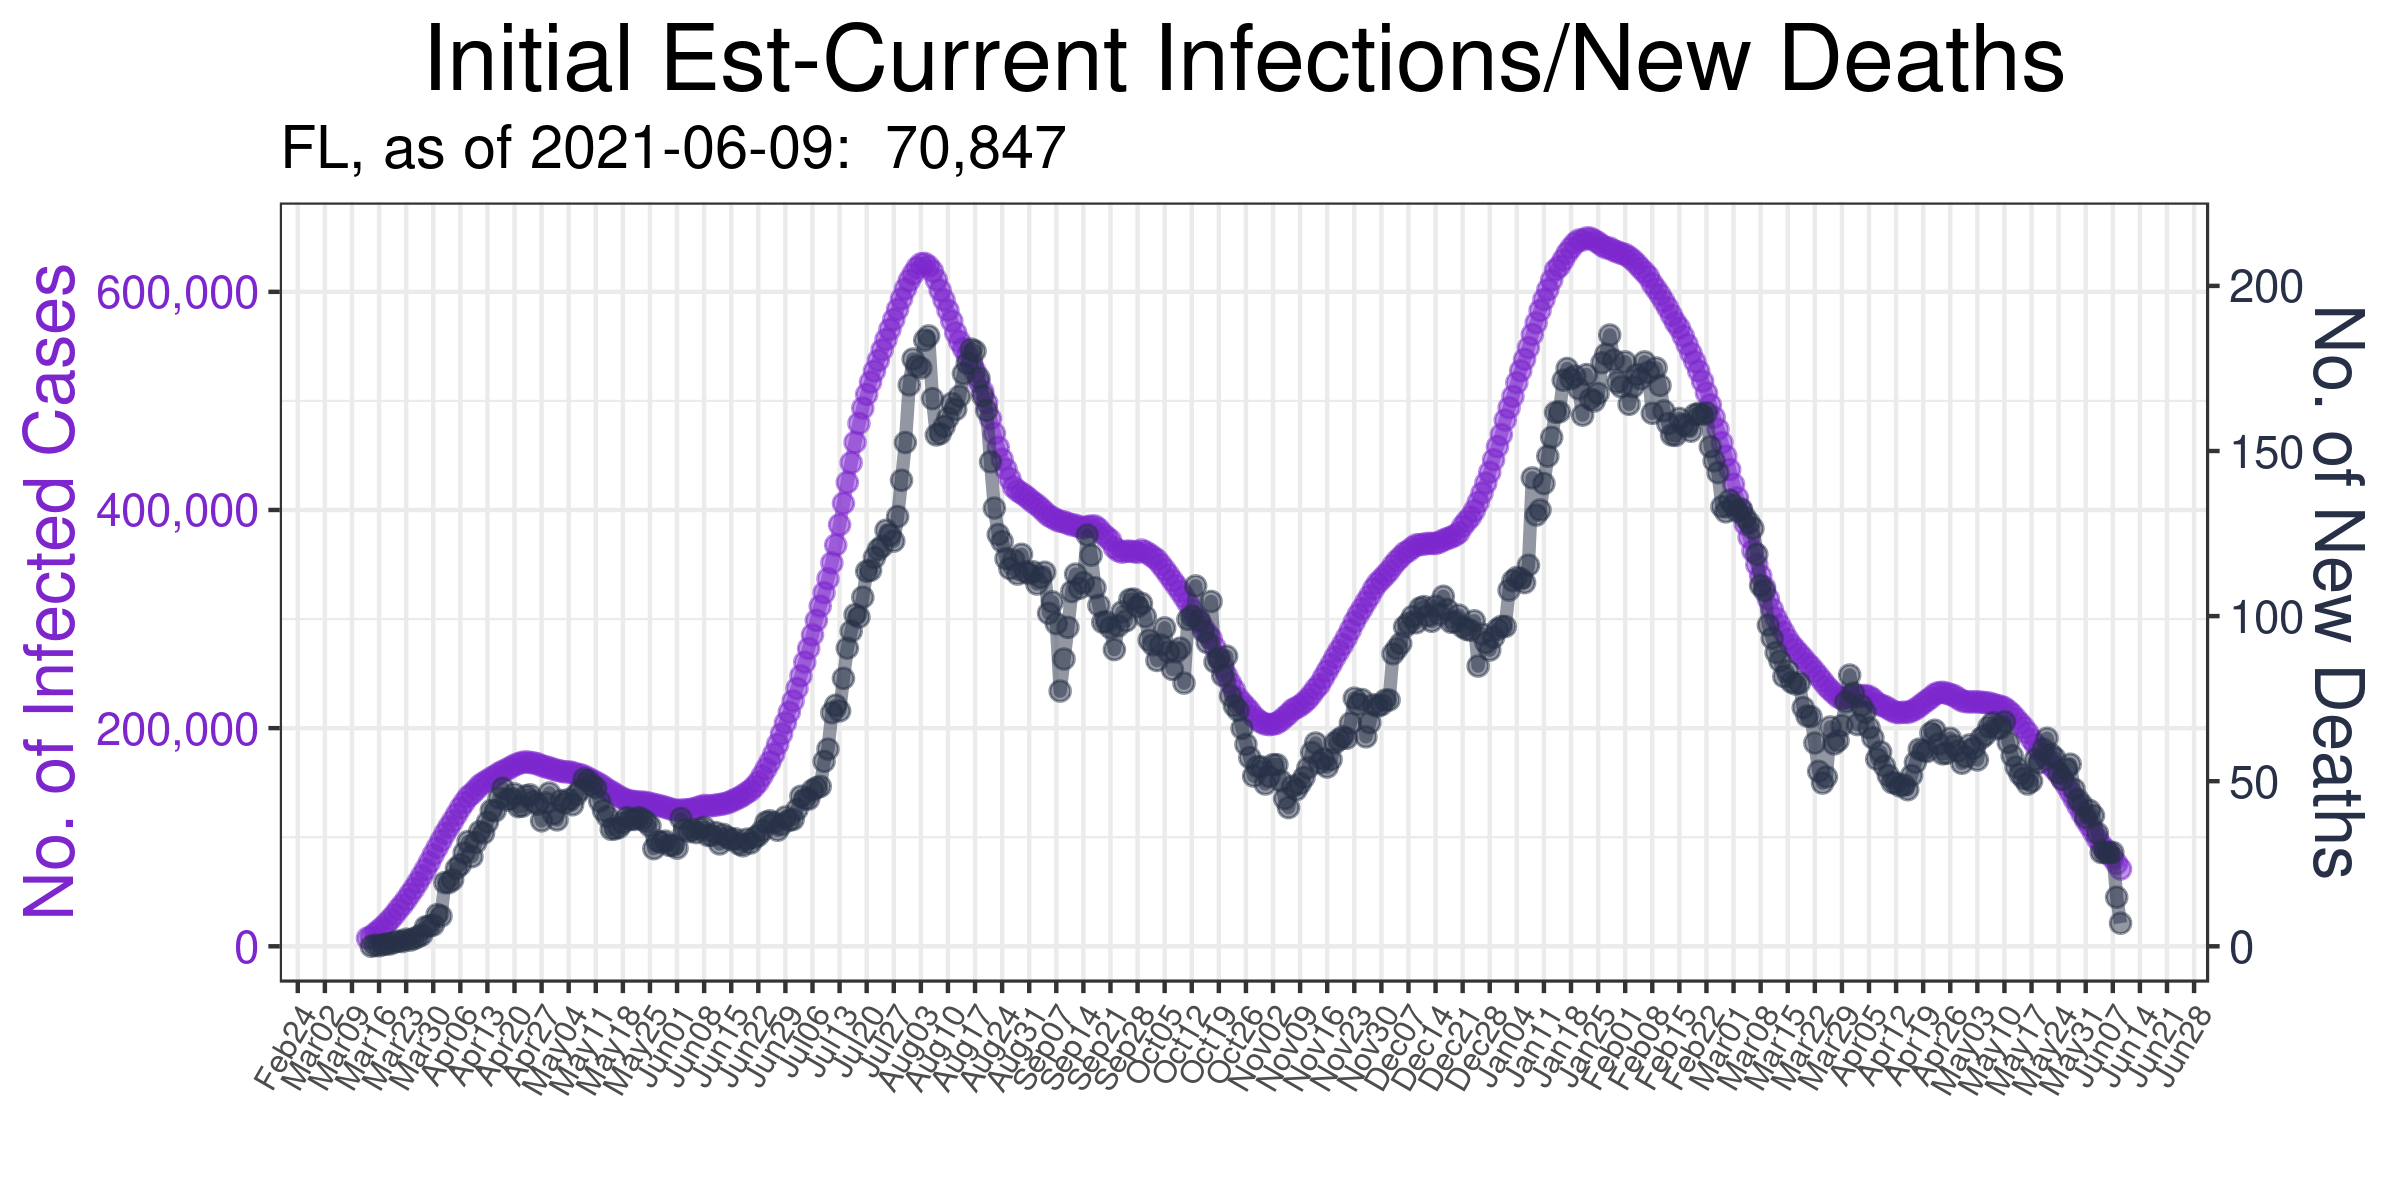 Initial Est-Current Infections/New Deaths
FL, as of 2021-06-09:  70,847
No. of Infected Cases
600,000
400,000
200,000
0
200
150
100
50
0
No. of New Deaths
Feb24
Mar02
Mar09
Mar16
Mar23
Mar30
Apr06
Apr13
Apr20
Apr27
May04
May11
May18
May25
Jun01
Jun08
Jun15
Jun22
Jun29
Jul06
Jul13
Jul20
Jul27
Aug03
Aug10
Aug17
Aug24
Aug31
Sep07
Sep14
Sep21
Sep28
Oct05
Oct12
Oct19
Oct26
Nov02
Nov09
Nov16
Nov23
Nov30
Dec07
Dec14
Dec21
Dec28
Jan04
Jan11
Jan18
Jan25
Feb01
Feb08
Feb15
Feb22
Mar01
Mar08
Mar15
Mar22
Mar29
Apr05
Apr12
Apr19
Apr26
May03
May10
May17
May24
May31
Jun07
Jun14
Jun21
Jun28